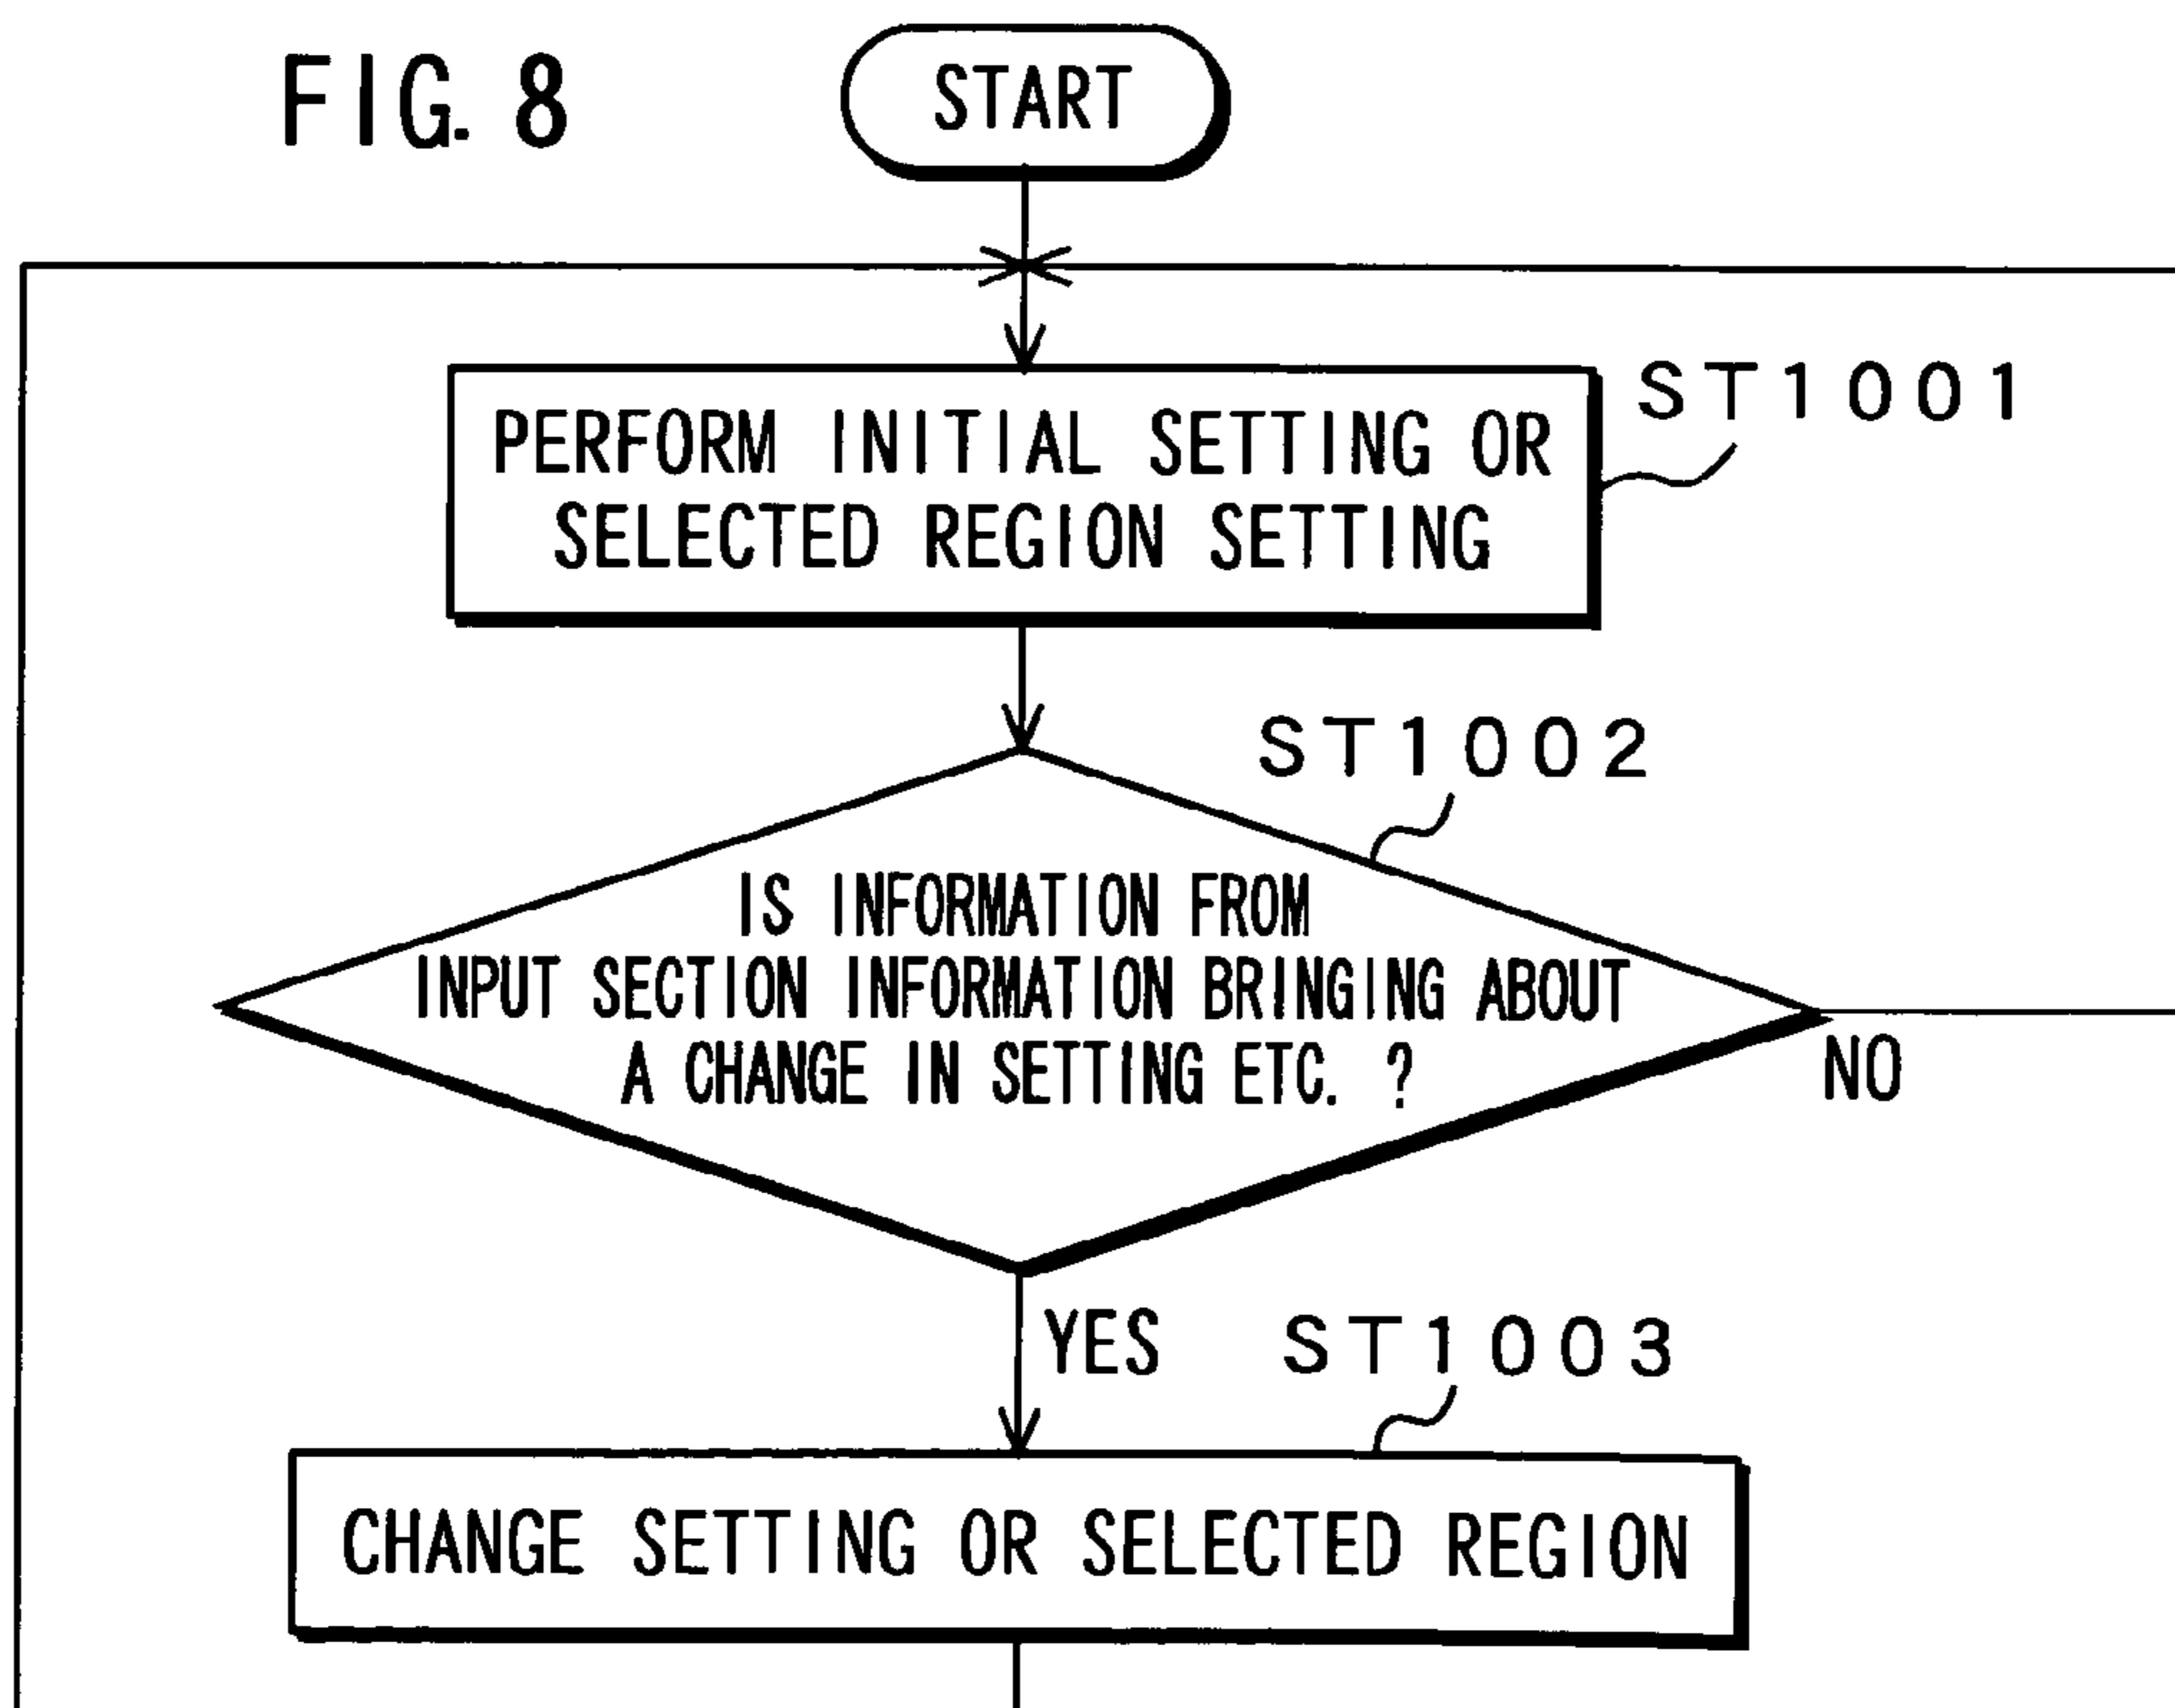 FIG. 8
START
PERFORM INITIAL SETTING OR
SELECTED REGION SETTING
ST1001
ST1002
IS INFORMATION FROM
INPUT SECTION INFORMATION BRINGING ABOUT
A CHANGE IN SETTING ETC. ?
NO
YES
ST1003
CHANGE SETTING OR SELECTED REGION